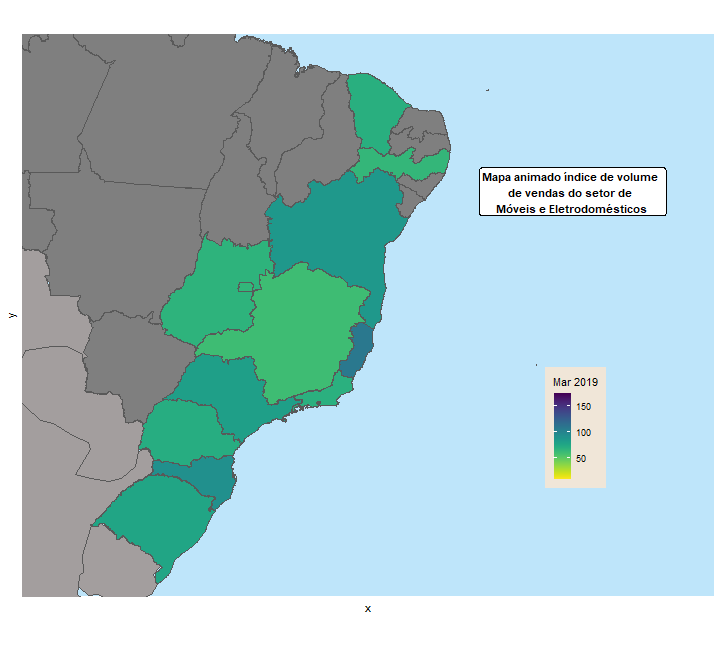 Mapa animado índice de volume
de vendas do setor de
Móveis e Eletrodomésticos
y
Mar 2019
150
100
50
x